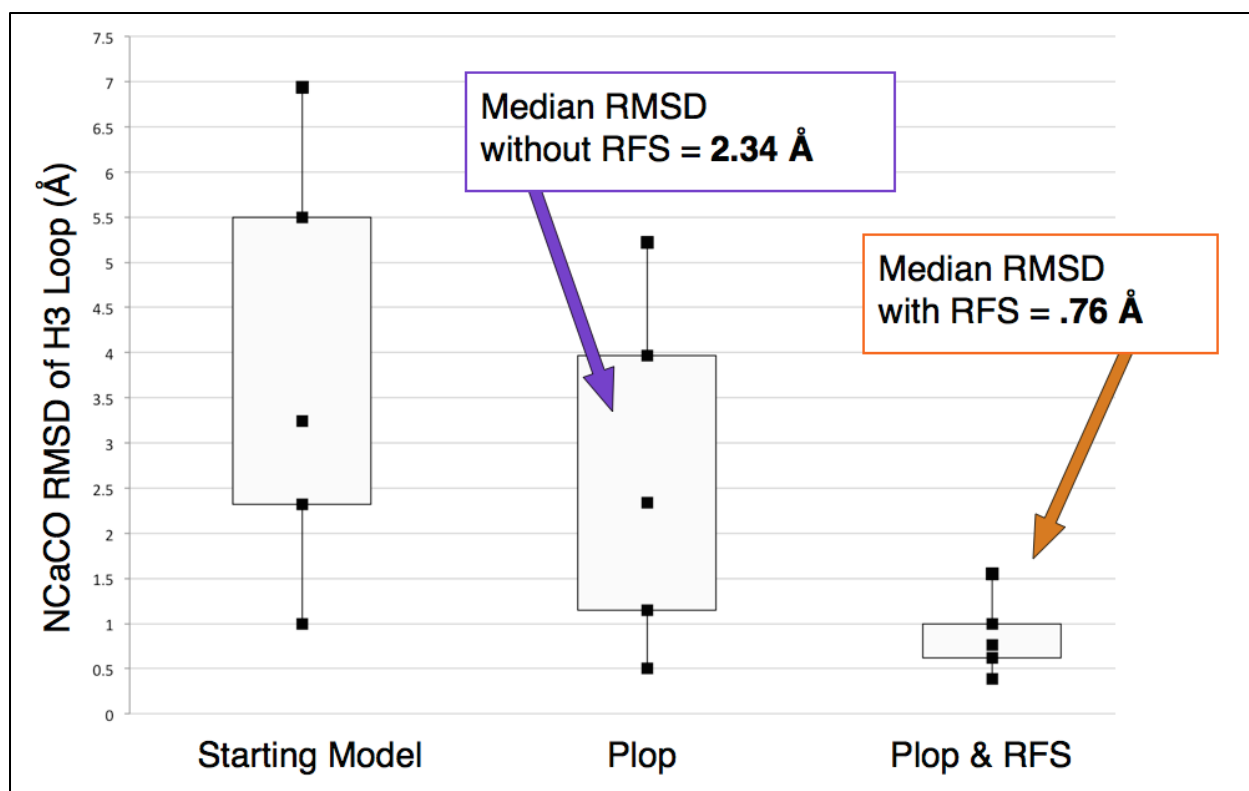 NCaCO RMSD of H3 Loop (Å)
7.5
7
6.5
6
5.5
5
4.5
4
3.5
3
2.5
2
1.5
1
0.5
0
Median RMSD
without RFS = 2.34 Å
Median RMSD
with RFS = .76 Å
Starting Model
Plop
Plop & RFS